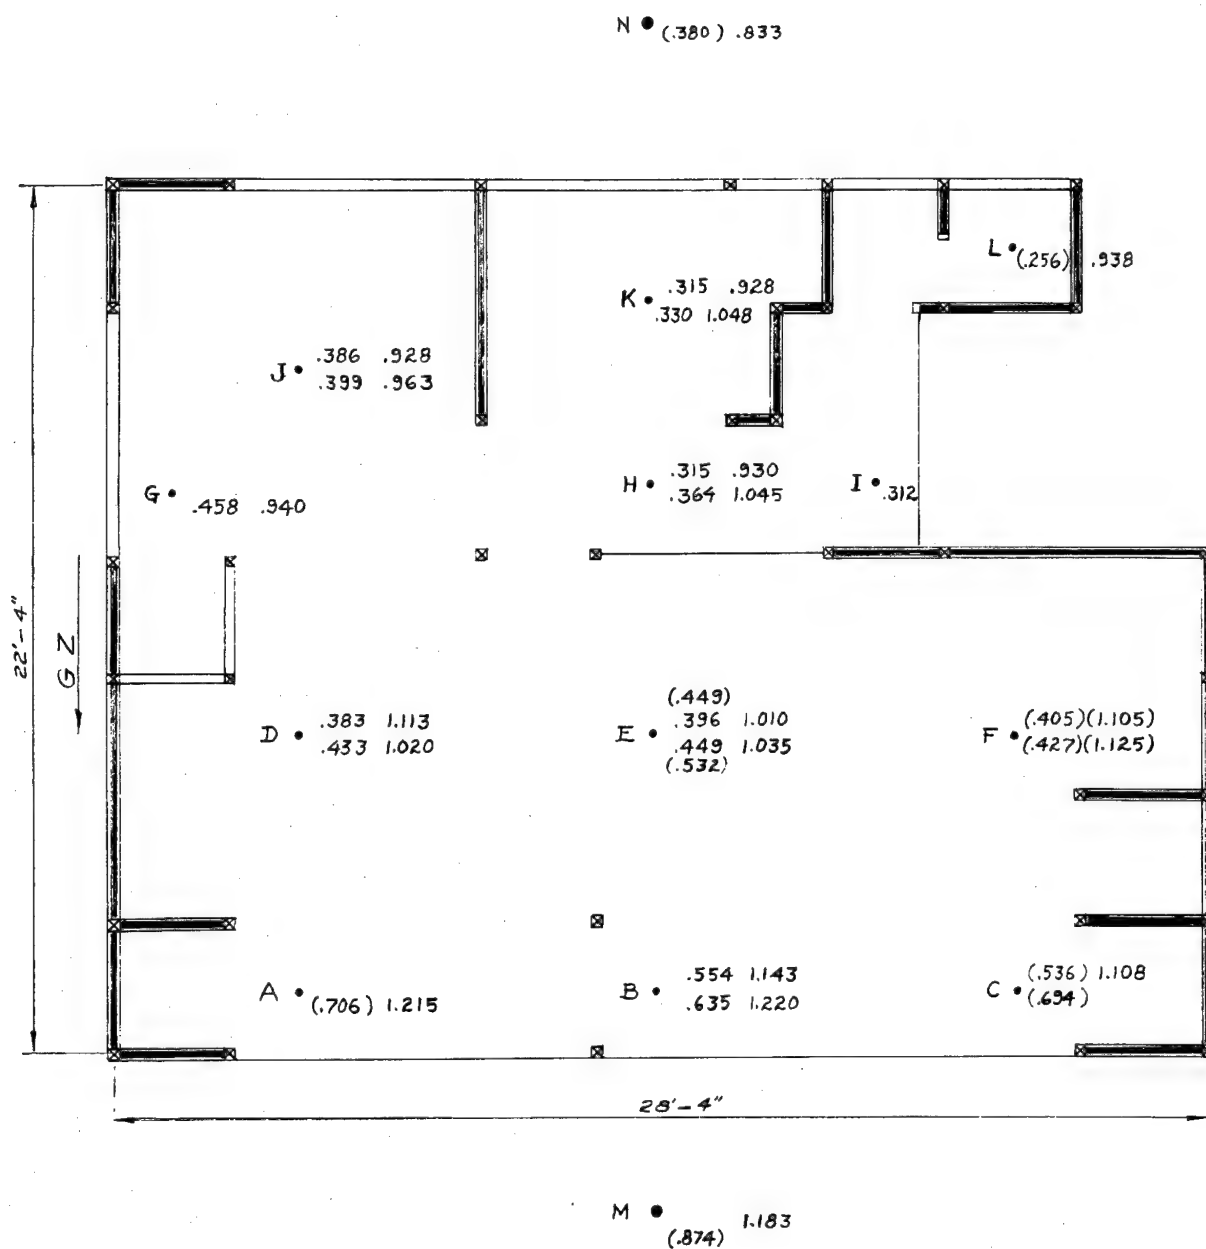 N (.380) .833
L (.256) .938
K .315 .928
.330 1.048
J .386 .928
.399 .963
H .315 .930
.364 1.045
I .312
G .458 .940
22'-4"
GZ
D .383 1.113
.433 1.020
(.449)
E .396 1.010
.449 1.035
(.532)
F (.405)(1.105)
(.427)(1.125)
A (.706) 1.215
B .554 1.143
.635 1.220
C (.536) 1.108
(.694)
28'-4"
M (.874) 1.183